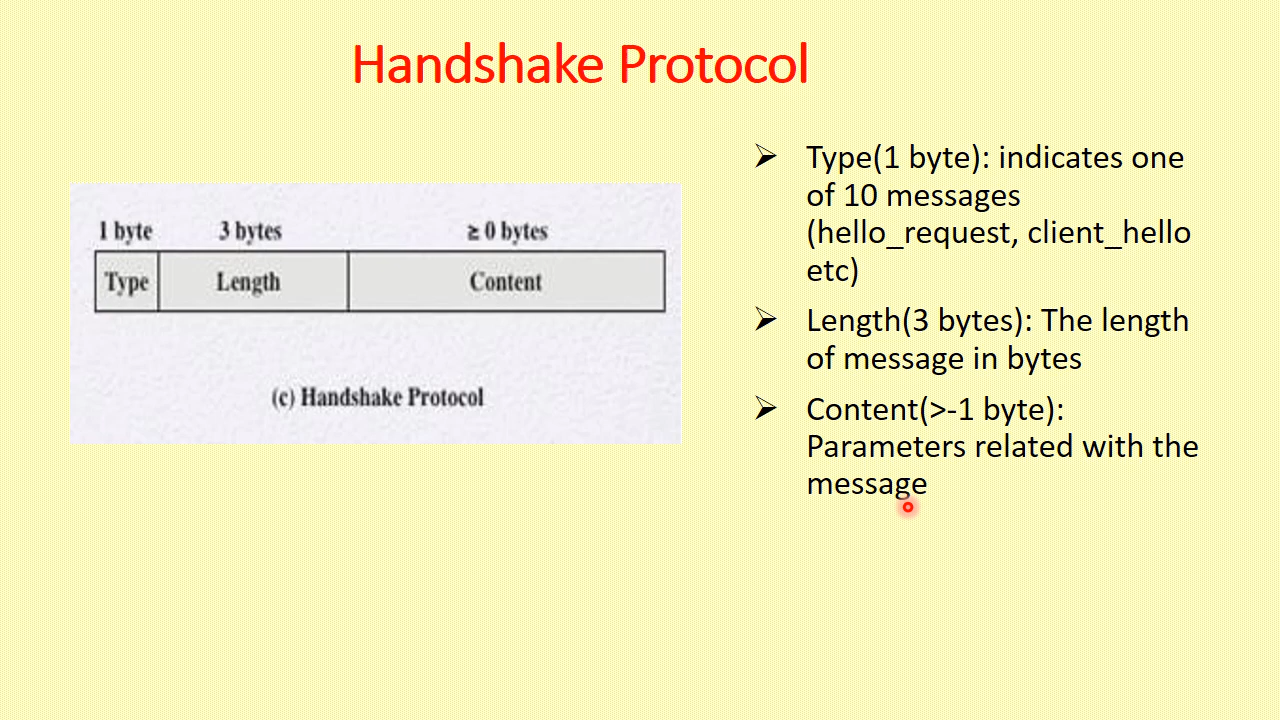 Handshake Protocol
1 byte 3 bytes ≥ 0 bytes
Type Length Content
(c) Handshake Protocol
➢ Type(1 byte): indicates one
of 10 messages
(hello_request, client_hello
etc)
➢ Length(3 bytes): The length
of message in bytes
➢ Content(>-1 byte):
Parameters related with the
message